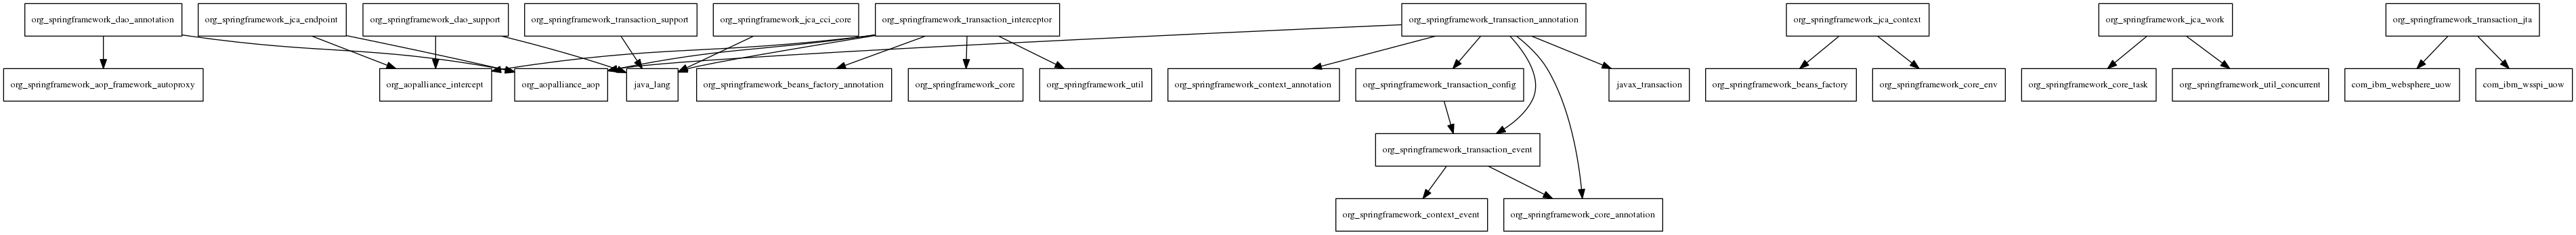 org_springframework_dao_annotation
org_springframework_jca_endpoint
org_springframework_dao_support
org_springframework_transaction_support
org_springframework_jca_cci_core
org_springframework_transaction_interceptor
org_springframework_transaction_annotation
org_springframework_jca_context
org_springframework_jca_work
org_springframework_transaction_jta
org_springframework_aop_framework_autoproxy
org_aopalliance_intercept
org_aopalliance_aop
java_lang
org_springframework_beans_factory_annotation
org_springframework_core
org_springframework_util
org_springframework_context_annotation
org_springframework_transaction_config
javax_transaction
org_springframework_beans_factory
org_springframework_core_env
org_springframework_core_task
org_springframework_util_concurrent
com_ibm_websphere_uow
com_ibm_wsspi_uow
org_springframework_transaction_event
org_springframework_context_event
org_springframework_core_annotation